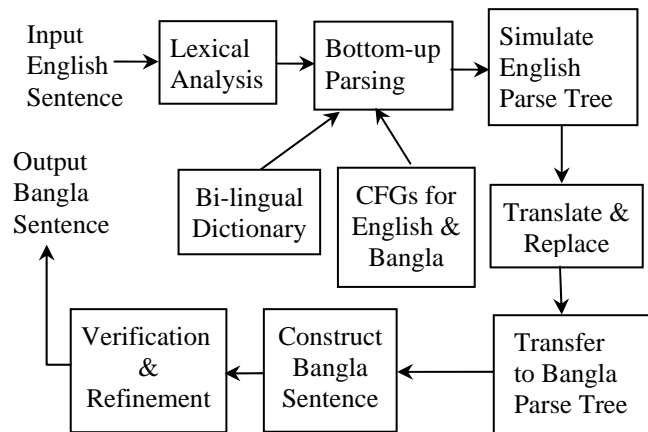 Input
English
Sentence
Lexical
Analysis
Bottom-up
Parsing
Simulate
English
Parse Tree
Bi-lingual
Dictionary
CFGs for
English &
Bangla
Translate &
Replace
Transfer
to Bangla
Parse Tree
Construct
Bangla
Sentence
Verification
&
Refinement
Output
Bangla
Sentence